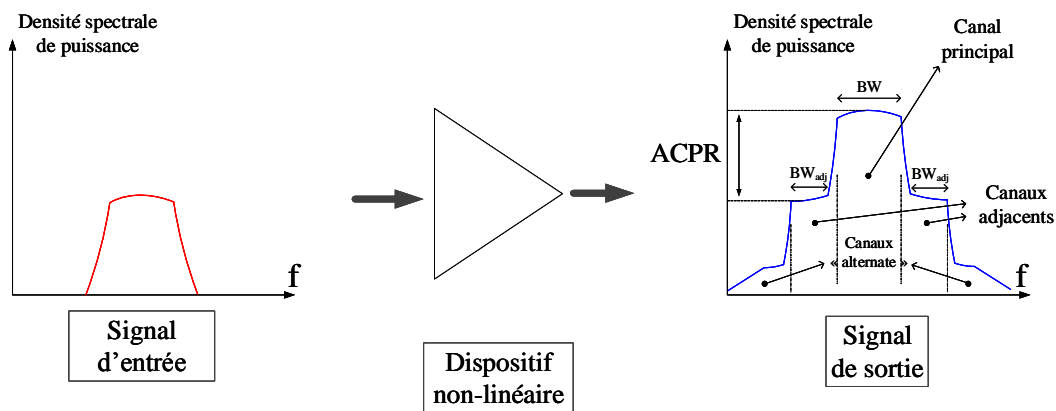 Densité spectrale
de puissance
f
Signal
d’entrée
Dispositif
non-linéaire
Densité spectrale
de puissance
Canal
principal
BW
ACPR
BWadj
BWadj
Canaux
adjacents
Canaux
« alternate »
f
Signal
de sortie